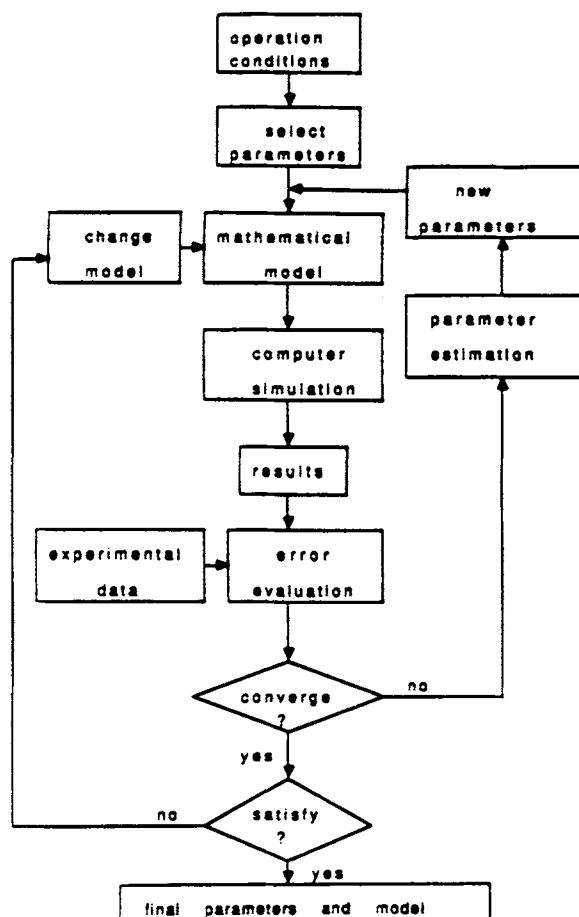 operation
conditions
select
parameters
new
parameters
change
model
mathematical
model
parameter
estimation
computer
simulation
results
experimental
data
error
evaluation
converge
?
no
yes
satisfy
?
no
yes
final parameters and model